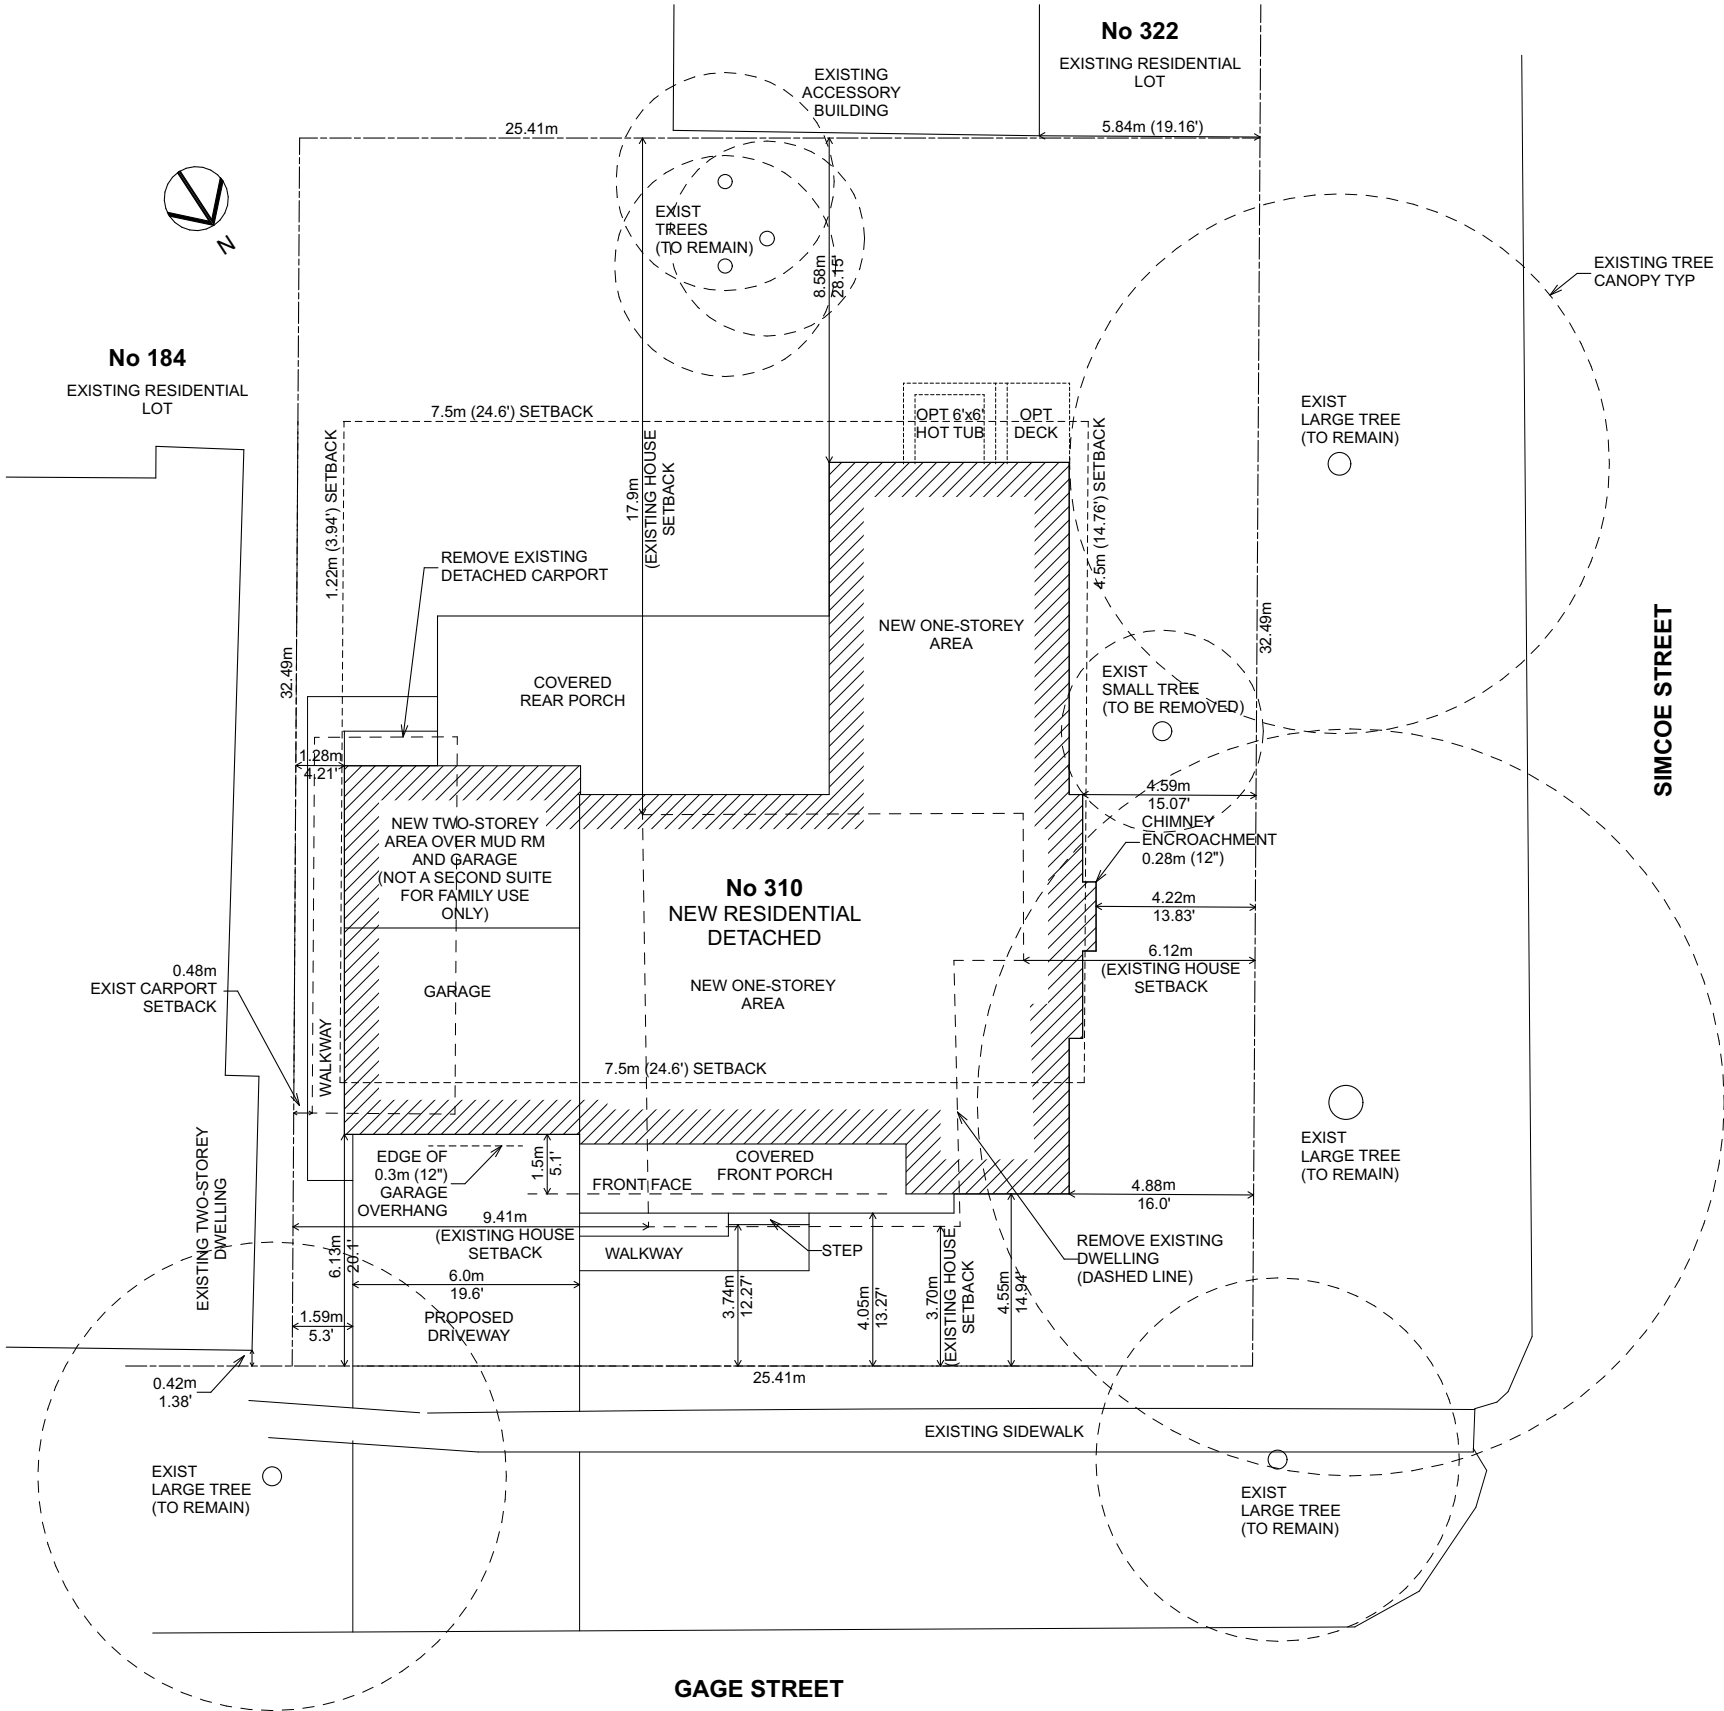 No 322
EXISTING RESIDENTIAL
LOT
EXISTING
ACCESSORY
BUILDING
25.41m
5.84m (19.16')
N
EXIST
TREES
(TO REMAIN)
8.58m
28.15'
EXISTING TREE
CANOPY TYP
No 184
EXISTING RESIDENTIAL
LOT
7.5m (24.6') SETBACK
OPT 6'x6'
HOT TUB
OPT
DECK
EXIST
LARGE TREE
(TO REMAIN)
1.22m (3.94') SETBACK
17.9m
(EXISTING HOUSE
SETBACK
4.5m (14.76') SETBACK
REMOVE EXISTING
DETACHED CARPORT
NEW ONE-STOREY
AREA
32.49m
32.49m
SIMCOE STREET
COVERED
REAR PORCH
EXIST
SMALL TREE
(TO BE REMOVED)
1.28m
4.21'
4.59m
15.07'
CHIMNEY
ENCROACHMENT
0.28m (12")
NEW TWO-STOREY
AREA OVER MUD RM
AND GARAGE
(NOT A SECOND SUITE
FOR FAMILY USE
ONLY)
No 310
NEW RESIDENTIAL
DETACHED
4.22m
13.83'
6.12m
(EXISTING HOUSE
SETBACK
0.48m
EXIST CARPORT
SETBACK
GARAGE
NEW ONE-STOREY
AREA
WALKWAY
7.5m (24.6') SETBACK
EXISTING TWO-STOREY
DWELLING
EDGE OF
0.3m (12")
GARAGE
OVERHANG
1.5m
5.1'
FRONT FACE
COVERED
FRONT PORCH
EXIST
LARGE TREE
(TO REMAIN)
4.88m
16.0'
9.41m
(EXISTING HOUSE
SETBACK
WALKWAY
STEP
REMOVE EXISTING
DWELLING
(DASHED LINE)
6.13m
20.1'
6.0m
19.6'
3.74m
12.27'
4.05m
13.27'
3.70m
(EXISTING HOUSE
SETBACK
4.55m
14.94'
1.59m
5.3'
PROPOSED
DRIVEWAY
0.42m
1.38'
25.41m
EXISTING SIDEWALK
EXIST
LARGE TREE
(TO REMAIN)
EXIST
LARGE TREE
(TO REMAIN)
GAGE STREET